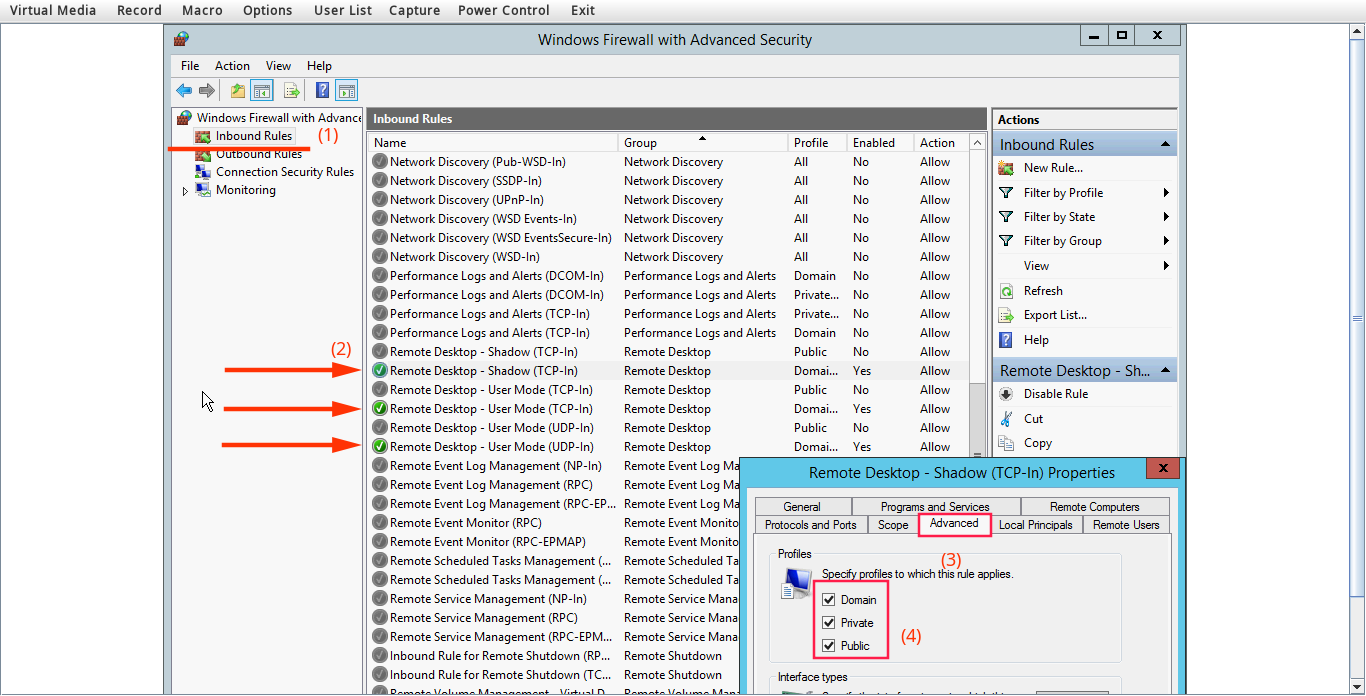 Virtual Media Record Macro Options User List Capture Power Control Exit
Windows Firewall with Advanced Security
File Action View Help
Windows Firewall with Advance
Inbound Rules
(1)
Outbound Rules
Connection Security Rules
Monitoring
Inbound Rules
Name Group Profile Enabled Action
Network Discovery (Pub-WSD-In) Network Discovery All No Allow
Network Discovery (SSDP-In) Network Discovery All No Allow
Network Discovery (UPnP-In) Network Discovery All No Allow
Network Discovery (WSD Events-In) Network Discovery All No Allow
Network Discovery (WSD EventsSecure-In) Network Discovery All No Allow
Network Discovery (WSD-In) Network Discovery All No Allow
Performance Logs and Alerts (DCOM-In) Performance Logs and Alerts Domain No Allow
Performance Logs and Alerts (DCOM-In) Performance Logs and Alerts Private... No Allow
Performance Logs and Alerts (TCP-In) Performance Logs and Alerts Private... No Allow
Performance Logs and Alerts (TCP-In) Performance Logs and Alerts Domain No Allow
(2)
Remote Desktop - Shadow (TCP-In) Remote Desktop Public No Allow
Remote Desktop - Shadow (TCP-In) Remote Desktop Domai... Yes Allow
Remote Desktop - User Mode (TCP-In) Remote Desktop Public No Allow
Remote Desktop - User Mode (TCP-In) Remote Desktop Domai... Yes Allow
Remote Desktop - User Mode (UDP-In) Remote Desktop Public No Allow
Remote Desktop - User Mode (UDP-In) Remote Desktop Domai... Yes Allow
Remote Event Log Management (NP-In) Remote Event Log Ma
Remote Event Log Management (RPC) Remote Event Log Ma
Remote Event Log Management (RPC-EP... Remote Event Log Ma
Remote Event Monitor (RPC) Remote Event Monito
Remote Event Monitor (RPC-EPMAP) Remote Event Monito
Remote Scheduled Tasks Management (... Remote Scheduled Ta
Remote Scheduled Tasks Management (... Remote Scheduled Ta
Remote Service Management (NP-In) Remote Service Mana
Remote Service Management (RPC) Remote Service Mana
Remote Service Management (RPC-EPM... Remote Service Mana
Inbound Rule for Remote Shutdown (RP... Remote Shutdown
Inbound Rule for Remote Shutdown (TC... Remote Shutdown
Remote Volume Management - Virtual D
Actions
Inbound Rules
New Rule...
Filter by Profile
Filter by State
Filter by Group
View
Refresh
Export List...
Help
Remote Desktop - Sh...
Disable Rule
Cut
Copy
Remote Desktop - Shadow (TCP-In) Properties
General Programs and Services Remote Computers
Protocols and Ports Scope Advanced Local Principals Remote Users
(3)
Profiles
Specify profiles to which this rule applies.
Domain
Private
(4)
Public
Interface types